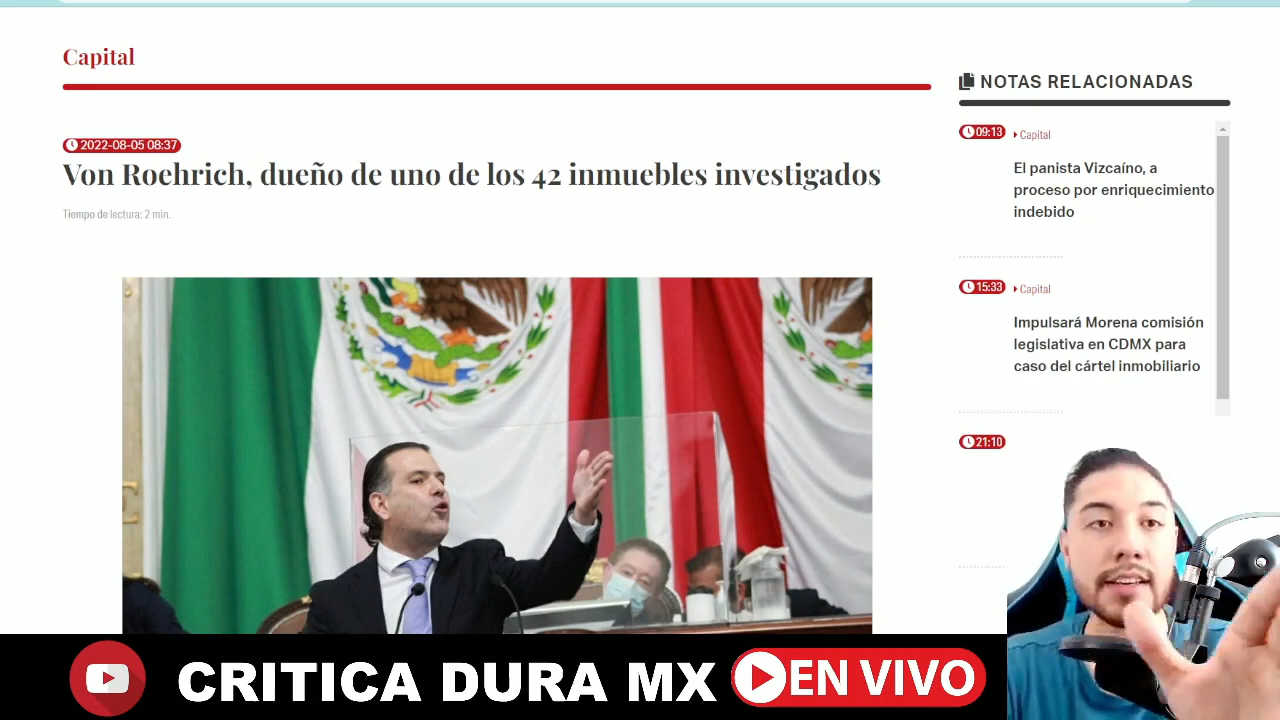 Capital
2022-08-05 08:37
Von Roehrich, dueño de uno de los 42 inmuebles investigados
Tiempo de lectura: 2 min.
NOTAS RELACIONADAS
09:13
Capital
El panista Vizcaíno, a
proceso por enriquecimiento
indebido
15:33
Capital
Impulsará Morena comisión
legislativa en CDMX para
caso del cártel inmobiliario
21:10
CRITICA DURA MX
EN VIVO